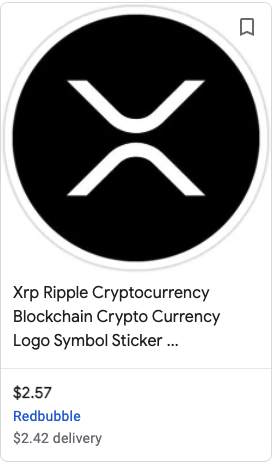 Xrp Ripple Cryptocurrency
Blockchain Crypto Currency
Logo Symbol Sticker ...
$2.57
Redbubble
$2.42 delivery